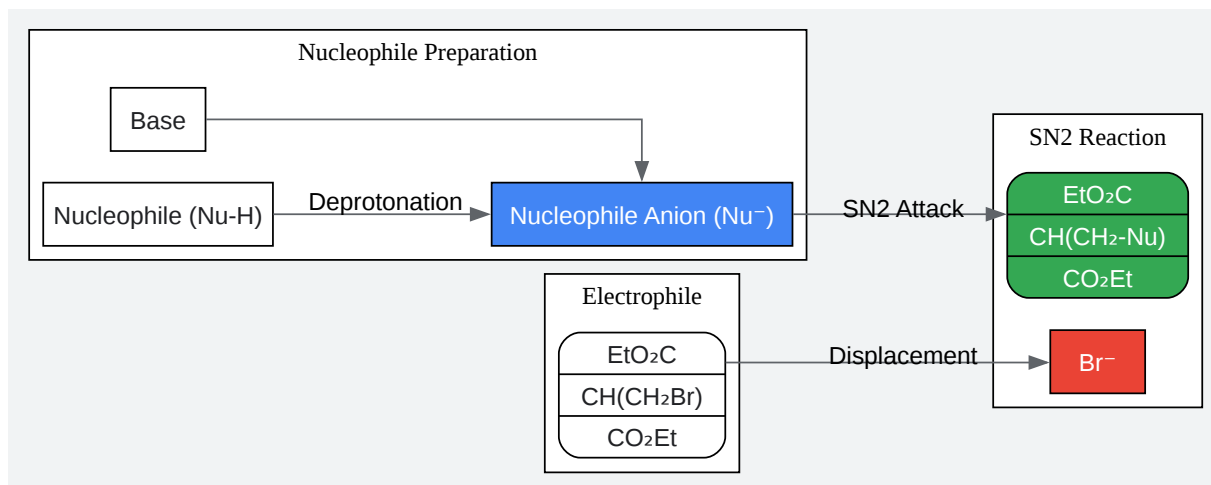 Nucleophile Preparation
Base
Nucleophile (Nu-H)
Deprotonation
Nucleophile Anion (Nu⁻)
SN2 Attack
SN2 Reaction
EtO₂C
CH(CH₂-Nu)
CO₂Et
Electrophile
EtO₂C
CH(CH₂Br)
CO₂Et
Displacement
Br⁻